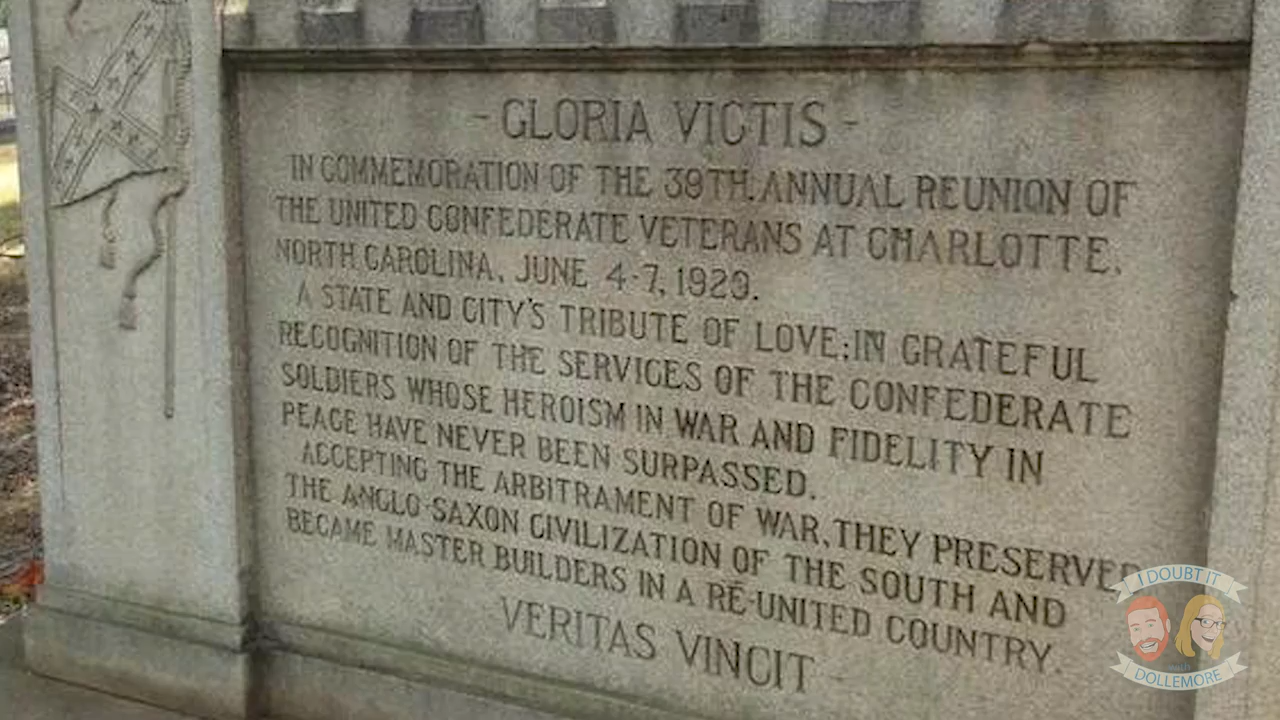 - GLORIA VICTIS -
IN COMMEMORATION OF THE 39TH. ANNUAL REUNION OF
THE UNITED CONFEDERATE VETERANS AT CHARLOTTE,
NORTH CAROLINA, JUNE 4-7, 1929.
A STATE AND CITY'S TRIBUTE OF LOVE; IN GRATEFUL
RECOGNITION OF THE SERVICES OF THE CONFEDERATE
SOLDIERS WHOSE HEROISM IN WAR AND FIDELITY IN
PEACE HAVE NEVER BEEN SURPASSED.
ACCEPTING THE ARBITRAMENT OF WAR, THEY PRESERVED
THE ANGLO-SAXON CIVILIZATION OF THE SOUTH AND
BECAME MASTER BUILDERS IN A RE-UNITED COUNTRY.
VERITAS VINCIT -
I DOUBT IT
with
DOLLEMORE